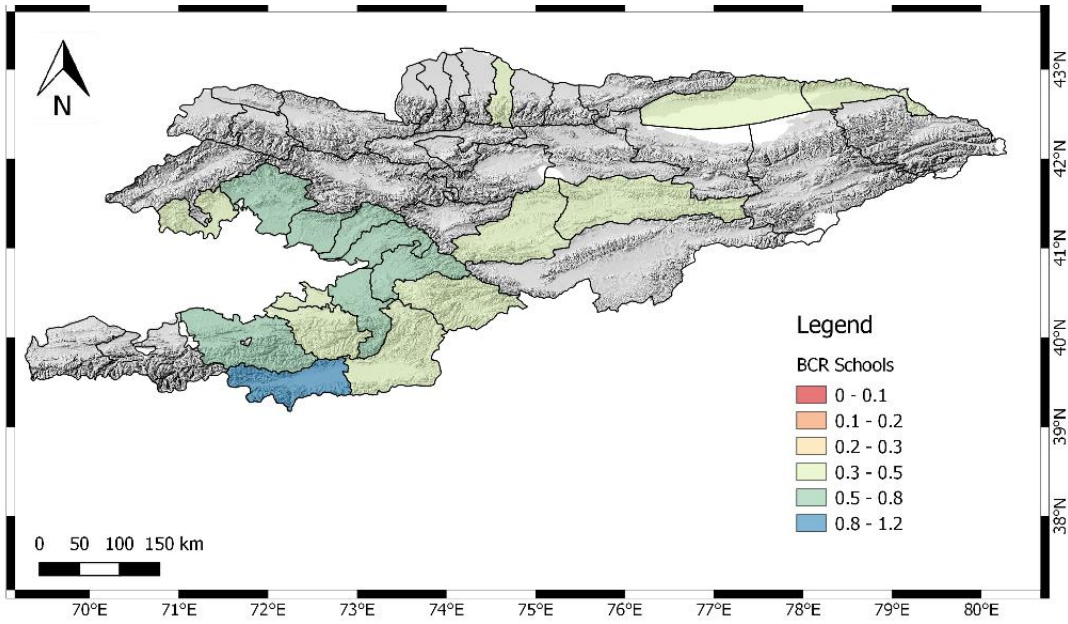 N
43°N
42°N
41°N
40°N
39°N
38°N
Legend
BCR Schools
0 - 0.1
0.1 - 0.2
0.2 - 0.3
0.3 - 0.5
0.5 - 0.8
0.8 - 1.2
0 50 100 150 km
70°E 71°E 72°E 73°E 74°E 75°E 76°E 77°E 78°E 79°E 80°E